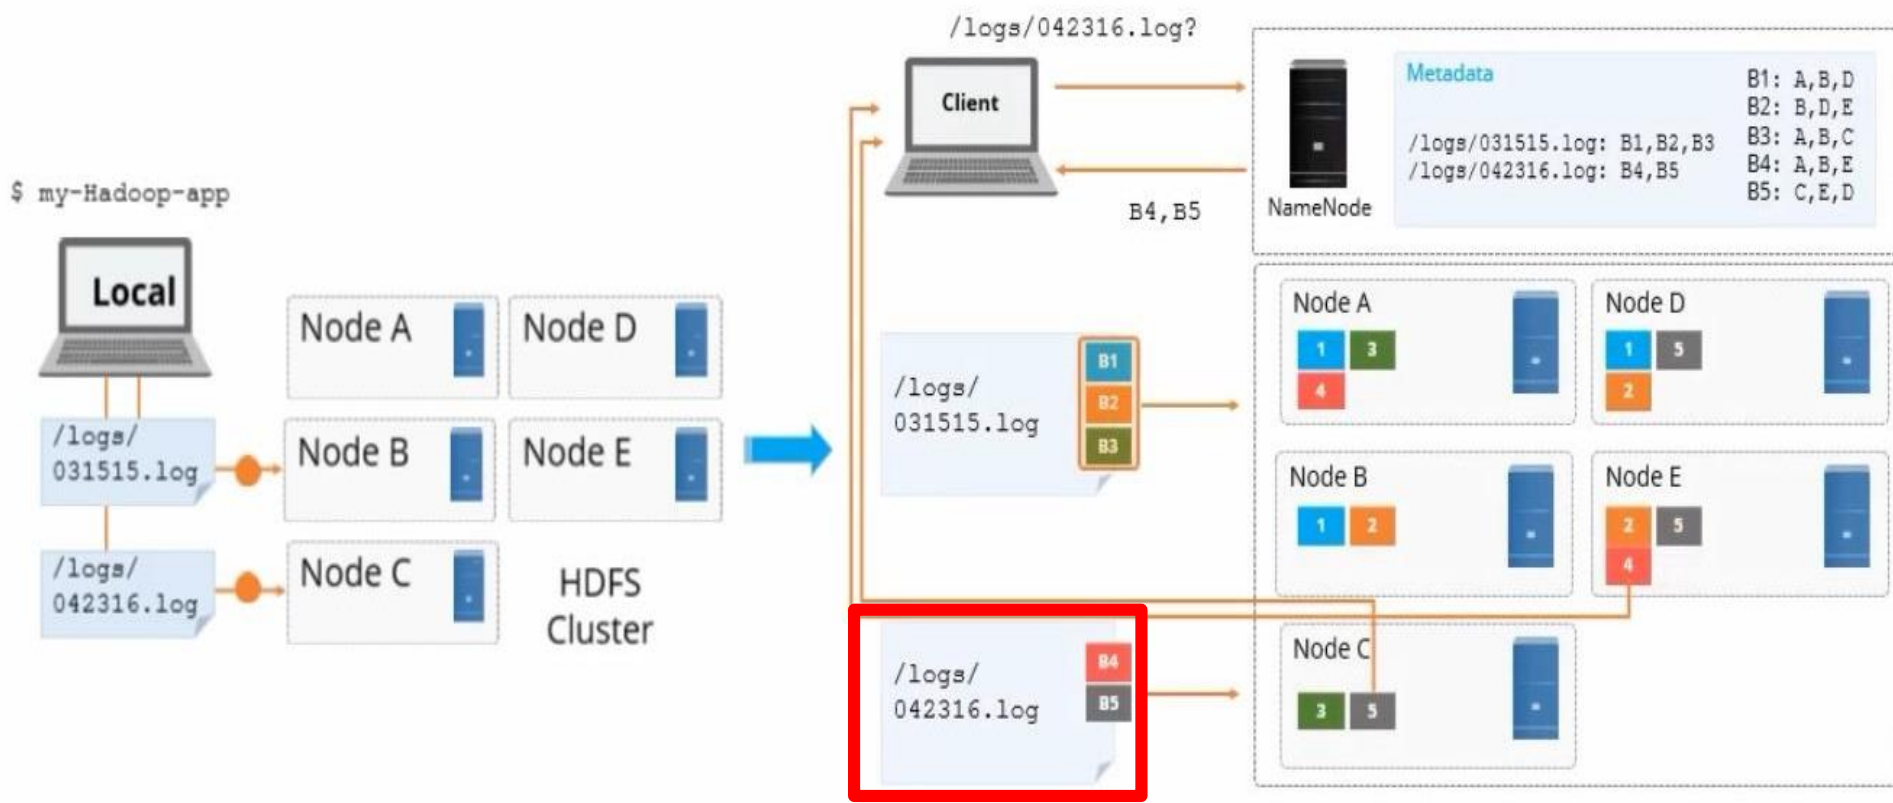 $ my-Hadoop-app
Local
/logs/
031515.log
/logs/
042316.log
Node A
Node D
Node B
Node E
Node C
HDFS
Cluster
/logs/042316.log?
Client
B4,B5
NameNode
Metadata
/logs/031515.log: B1,B2,B3
/logs/042316.log: B4,B5
B1: A,B,D
B2: B,D,E
B3: A,B,C
B4: A,B,E
B5: C,E,D
/logs/
031515.log
B1
B2
B3
/logs/
042316.log
B4
B5
Node A
1 3
4
Node D
1 5
2
Node B
1 2
Node E
2 5
4
Node C
3 5